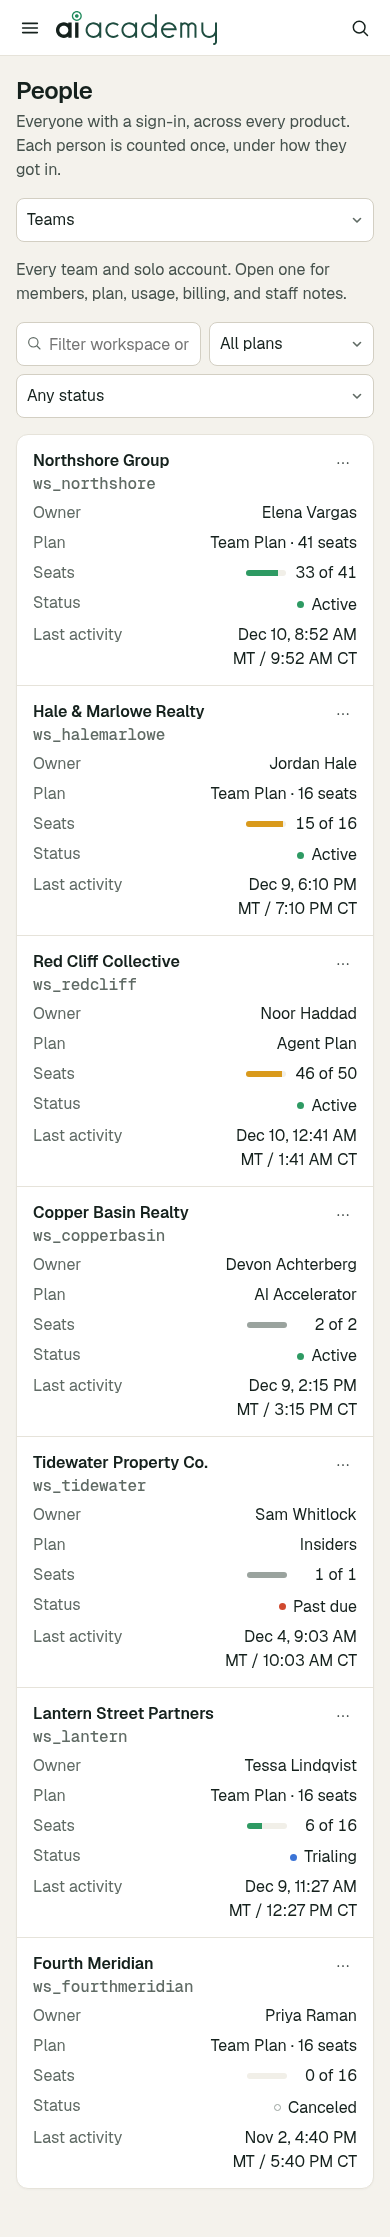 ai academy
People
Everyone with a sign-in, across every product.
Each person is counted once, under how they
got in.
Teams
Every team and solo account. Open one for
members, plan, usage, billing, and staff notes.
Filter workspace or
All plans
Any status
Northshore Group ...
ws_northshore
Owner Elena Vargas
Plan Team Plan · 41 seats
Seats 33 of 41
Status Active
Last activity Dec 10, 8:52 AM
MT / 9:52 AM CT
Hale & Marlowe Realty ...
ws_halemarlowe
Owner Jordan Hale
Plan Team Plan · 16 seats
Seats 15 of 16
Status Active
Last activity Dec 9, 6:10 PM
MT / 7:10 PM CT
Red Cliff Collective ...
ws_redcliff
Owner Noor Haddad
Plan Agent Plan
Seats 46 of 50
Status Active
Last activity Dec 10, 12:41 AM
MT / 1:41 AM CT
Copper Basin Realty ...
ws_copperbasin
Owner Devon Achterberg
Plan AI Accelerator
Seats 2 of 2
Status Active
Last activity Dec 9, 2:15 PM
MT / 3:15 PM CT
Tidewater Property Co. ...
ws_tidewater
Owner Sam Whitlock
Plan Insiders
Seats 1 of 1
Status Past due
Last activity Dec 4, 9:03 AM
MT / 10:03 AM CT
Lantern Street Partners ...
ws_lantern
Owner Tessa Lindqvist
Plan Team Plan · 16 seats
Seats 6 of 16
Status Trialing
Last activity Dec 9, 11:27 AM
MT / 12:27 PM CT
Fourth Meridian ...
ws_fourthmeridian
Owner Priya Raman
Plan Team Plan · 16 seats
Seats 0 of 16
Status Canceled
Last activity Nov 2, 4:40 PM
MT / 5:40 PM CT